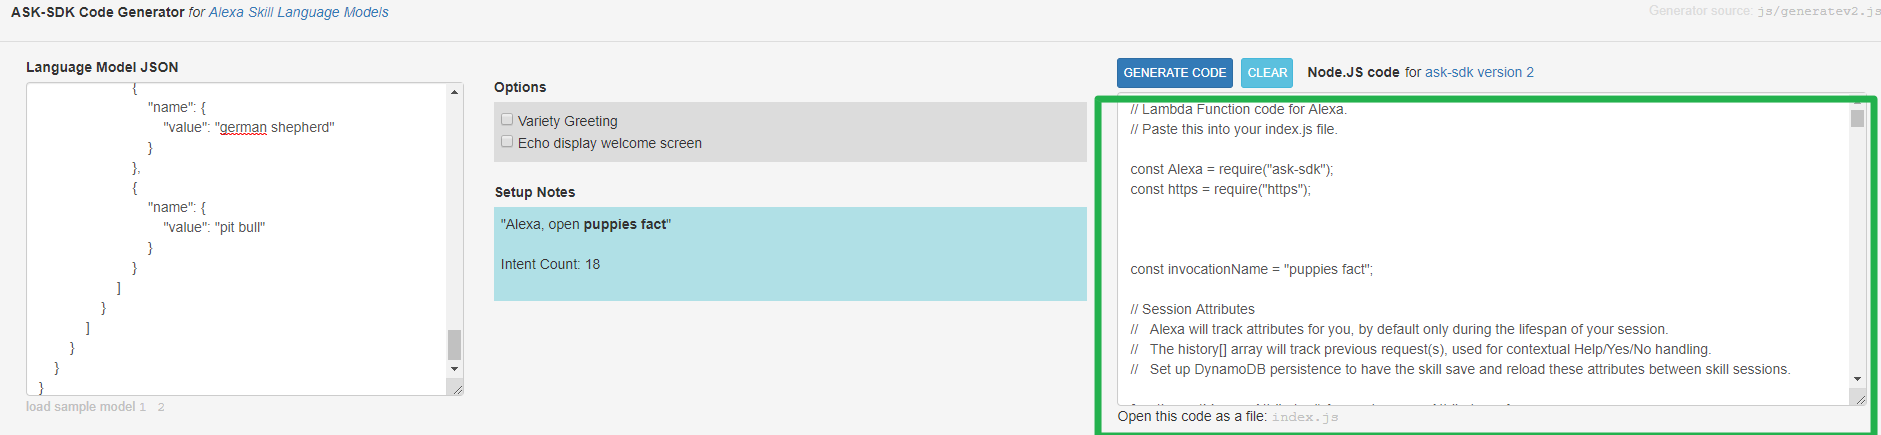 ASK-SDK Code Generator for Alexa Skill Language Models
Generator source: js/generatev2.js
Language Model JSON
{
"name": {
"value": "german shepherd"
}
},
{
"name": {
"value": "pit bull"
}
}
]
}
]
}
}
}
load sample model 1 2
Options
Variety Greeting
Echo display welcome screen
Setup Notes
"Alexa, open puppies fact"
Intent Count: 18
GENERATE CODE CLEAR Node.JS code for ask-sdk version 2
// Lambda Function code for Alexa.
// Paste this into your index.js file.
const Alexa = require("ask-sdk");
const https = require("https");
const invocationName = "puppies fact";
// Session Attributes
// Alexa will track attributes for you, by default only during the lifespan of your session.
// The history[] array will track previous request(s), used for contextual Help/Yes/No handling.
// Set up DynamoDB persistence to have the skill save and reload these attributes between skill sessions.
Open this code as a file: index.js